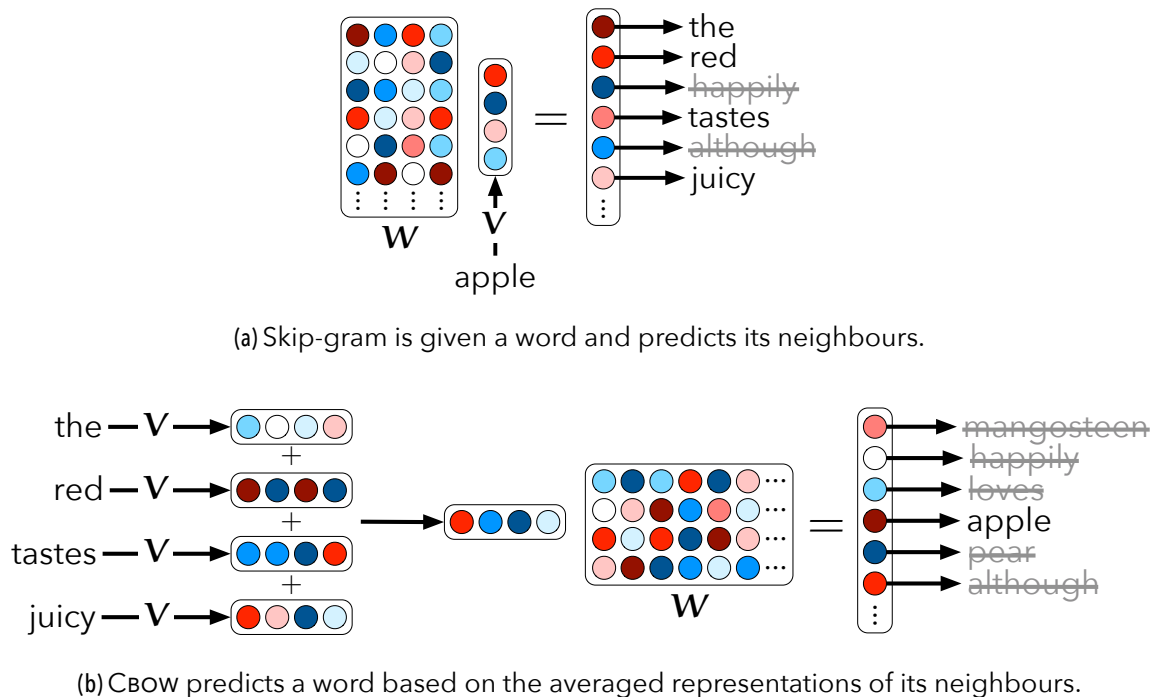 the
red
happily
tastes
although
juicy
=
W
V
apple
(a) Skip-gram is given a word and predicts its neighbours.
the V
+
red V
+
tastes V
+
juicy V
W
=
mangosteen
happily
loves
apple
pear
although
(b) CBOW predicts a word based on the averaged representations of its neighbours.